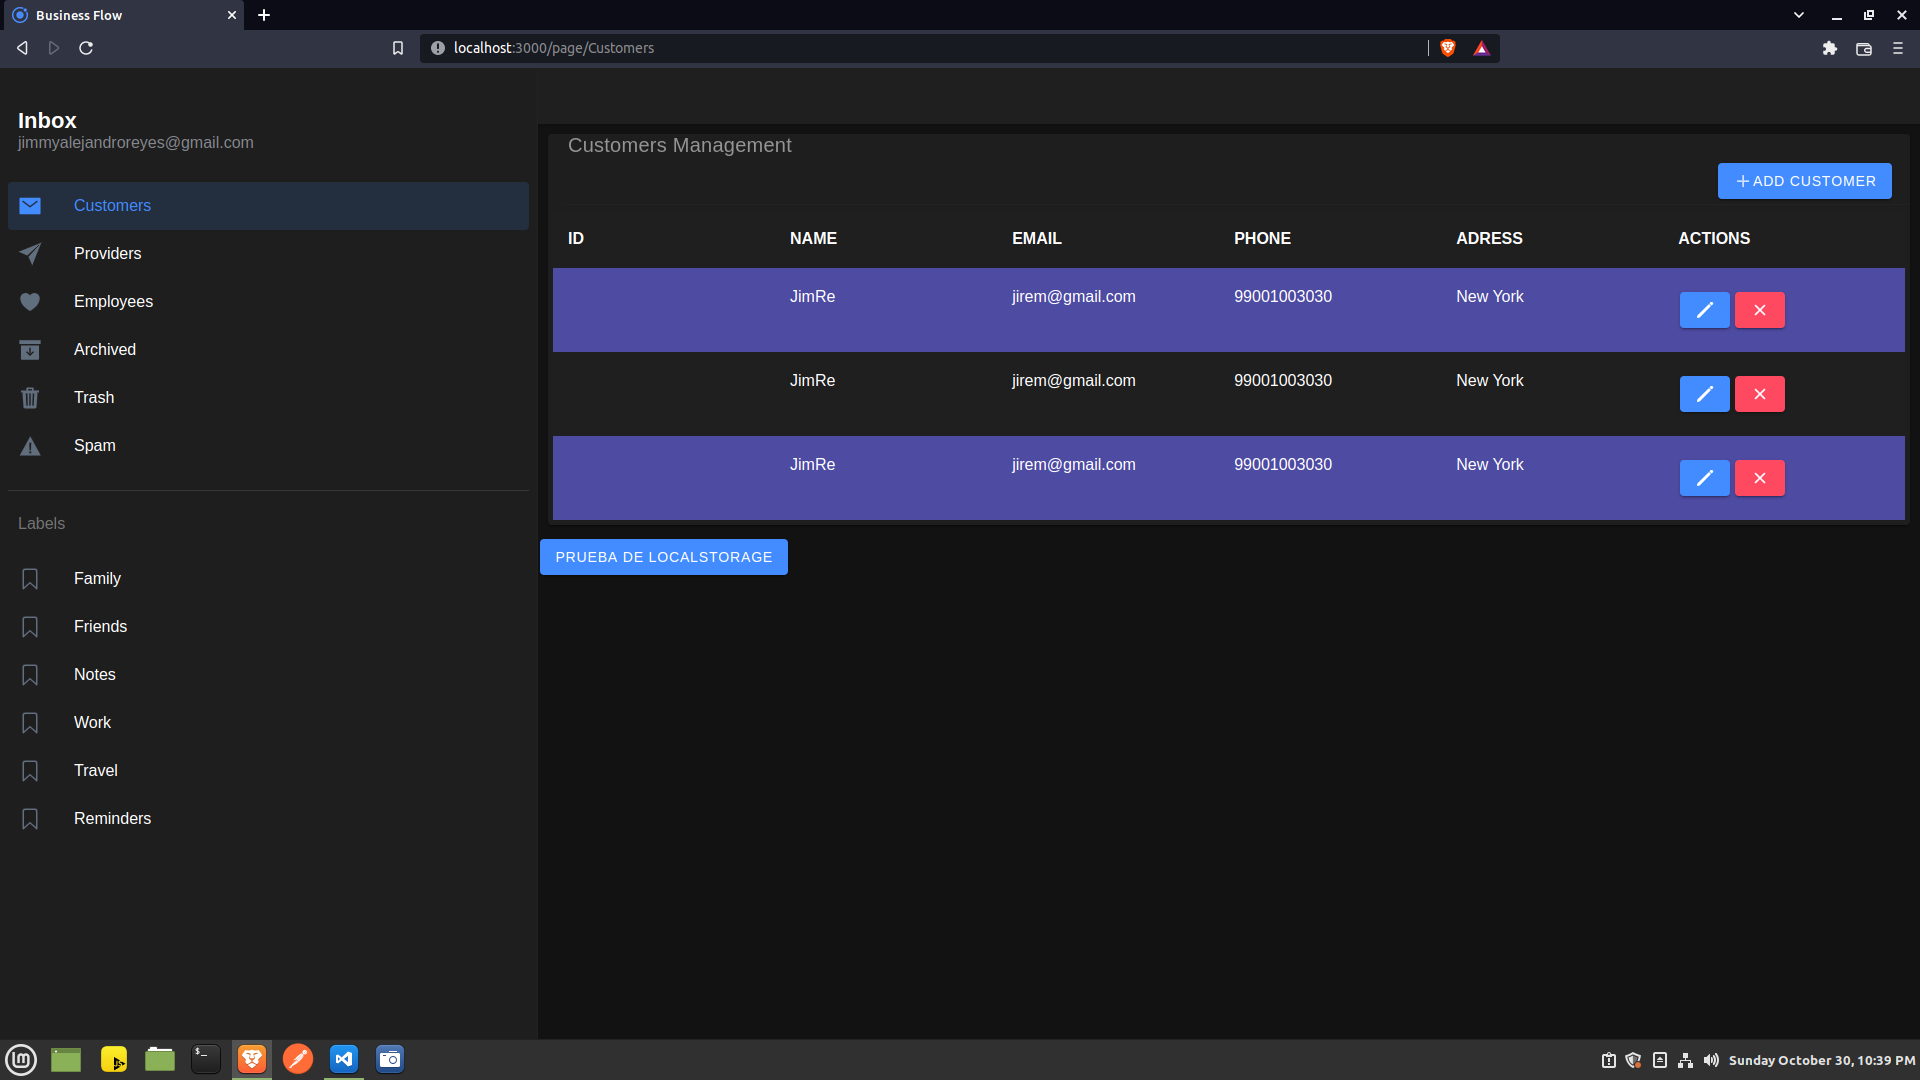 Business Flow
localhost:3000/page/Customers
Inbox
jimmyalejandroreyes@gmail.com
Customers
Providers
Employees
Archived
Trash
Spam
Labels
Family
Friends
Notes
Work
Travel
Reminders
Customers Management
ADD CUSTOMER
ID NAME EMAIL PHONE ADRESS ACTIONS
JimRe jirem@gmail.com 99001003030 New York
JimRe jirem@gmail.com 99001003030 New York
JimRe jirem@gmail.com 99001003030 New York
PRUEBA DE LOCALSTORAGE
Sunday October 30, 10:39 PM